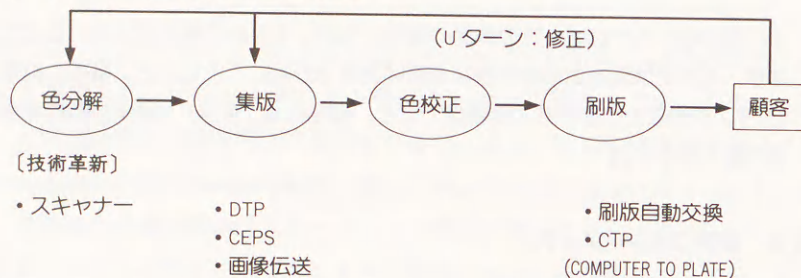 （Uターン：修正）
色分解
集版
色校正
刷版
顧客
〔技術革新〕
・スキャナー
・DTP
・CEPS
・画像伝送
・刷版自動交換
・CTP
(COMPUTER TO PLATE)